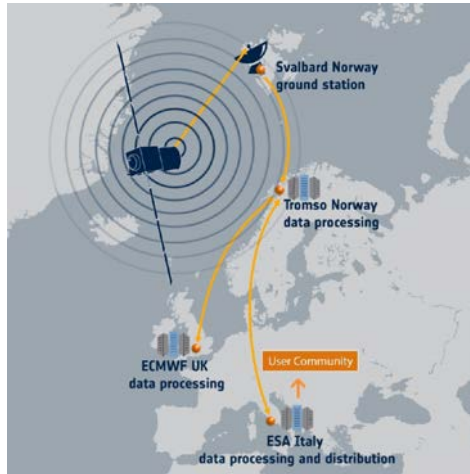 Svalbard Norway
ground station
Tromso Norway
data processing
ECMWF UK
data processing
User Community
ESA Italy
data processing and distribution